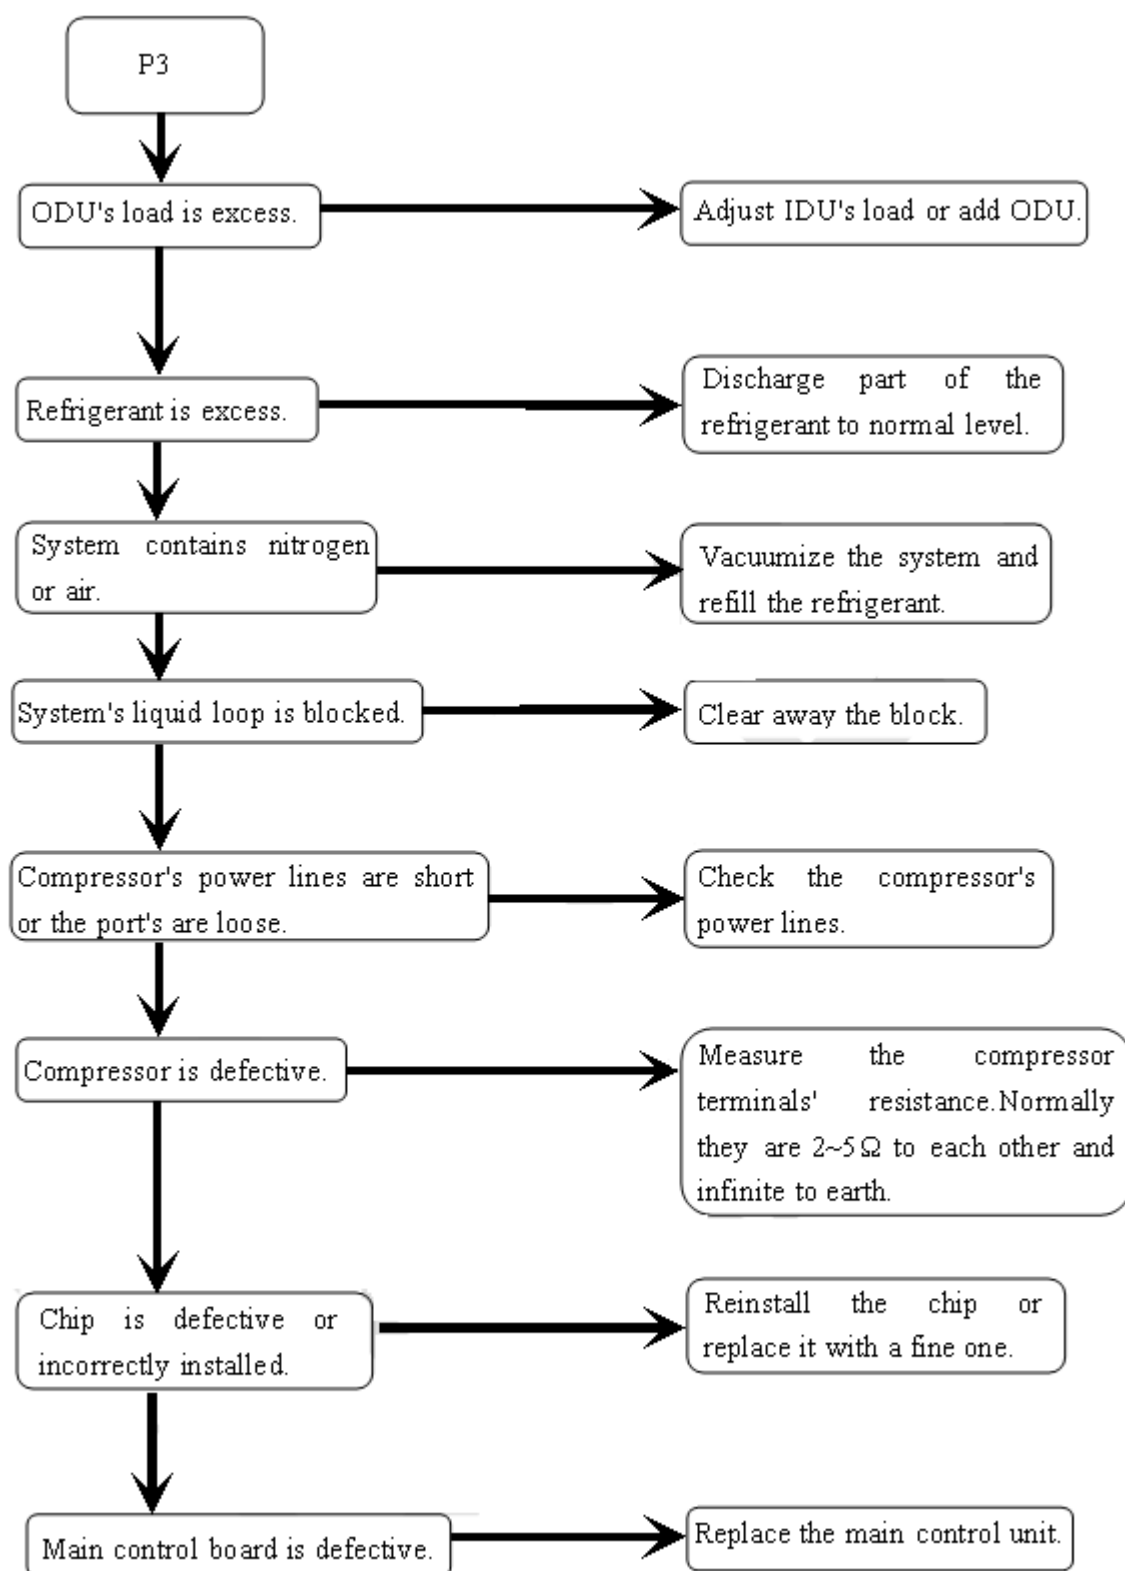 P3
ODU's load is excess.
Adjust IDU's load or add ODU.
Refrigerant is excess.
Discharge part of the
refrigerant to normal level.
System contains nitrogen
or air.
Vacuumize the system and
refill the refrigerant.
System's liquid loop is blocked.
Clear away the block.
Compressor's power lines are short
or the port's are loose.
Check the compressor's
power lines.
Compressor is defective.
Measure the compressor
terminals' resistance.Normally
they are 2~5Ω to each other and
infinite to earth.
Chip is defective or
incorrectly installed.
Reinstall the chip or
replace it with a fine one.
Main control board is defective.
Replace the main control unit.